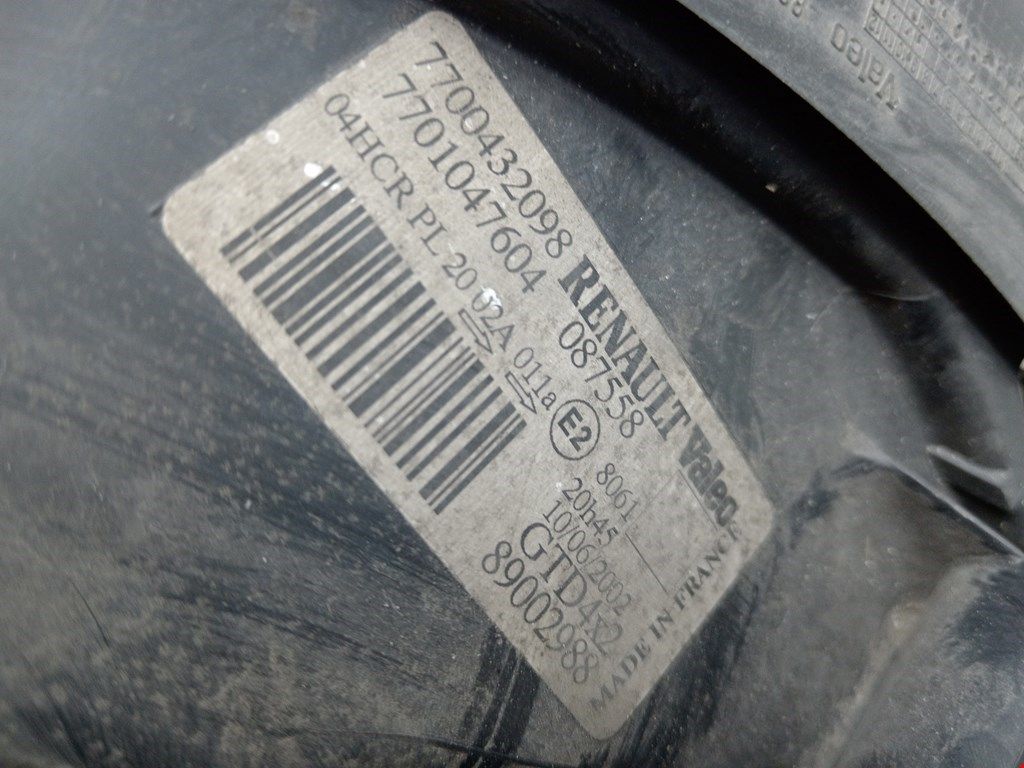 7700432098 RENAULT Valeo
7701047604 087558
04HCR PL 20 02A 011a E2 8061
20h45
10/06/2002
GTD4x2
89002988
MADE IN FRANCE